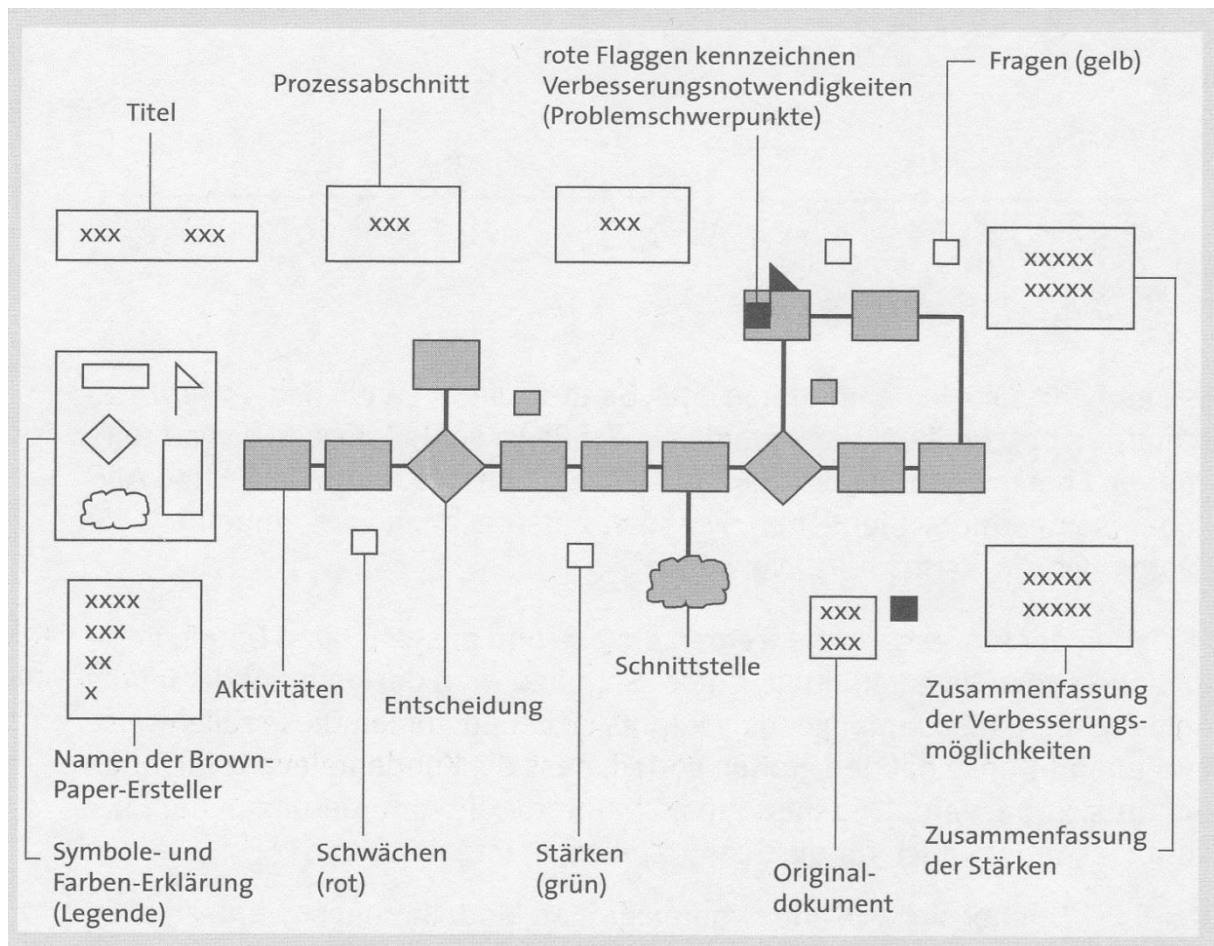 rote Flaggen kennzeichnen
Verbesserungsnotwendigkeiten
(Problemschwerpunkte)
Fragen (gelb)
Prozessabschnitt
Titel
xxx xxx
xxx
xxx
xxxxx
xxxxx
xxxx
xxx
xx
x
xxx
xxx
xxxxx
xxxxx
Aktivitäten
Entscheidung
Schnittstelle
Zusammenfassung
der Verbesserungs-
möglichkeiten
Namen der Brown-
Paper-Ersteller
Symbole- und
Farben-Erklärung
(Legende)
Schwächen
(rot)
Stärken
(grün)
Original-
dokument
Zusammenfassung
der Stärken